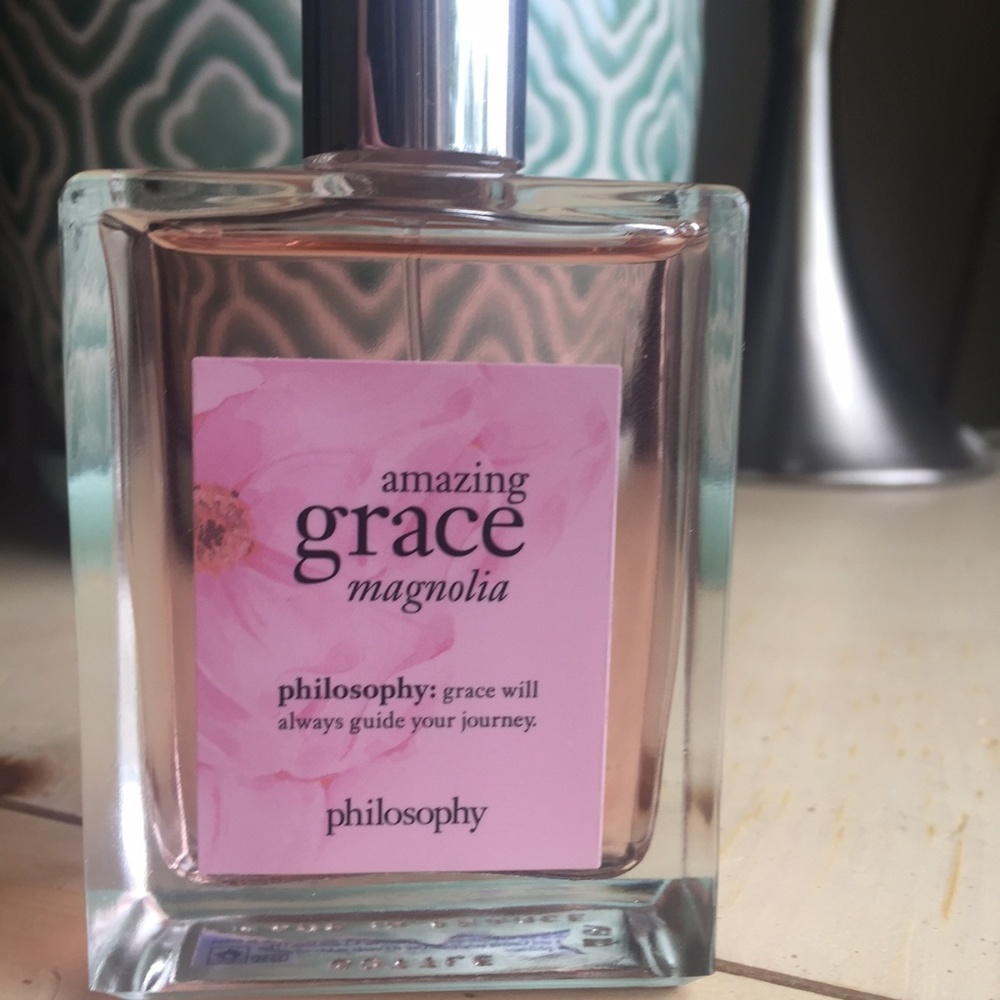 amazing
grace
magnolia
philosophy: grace will
always guide your journey.
philosophy